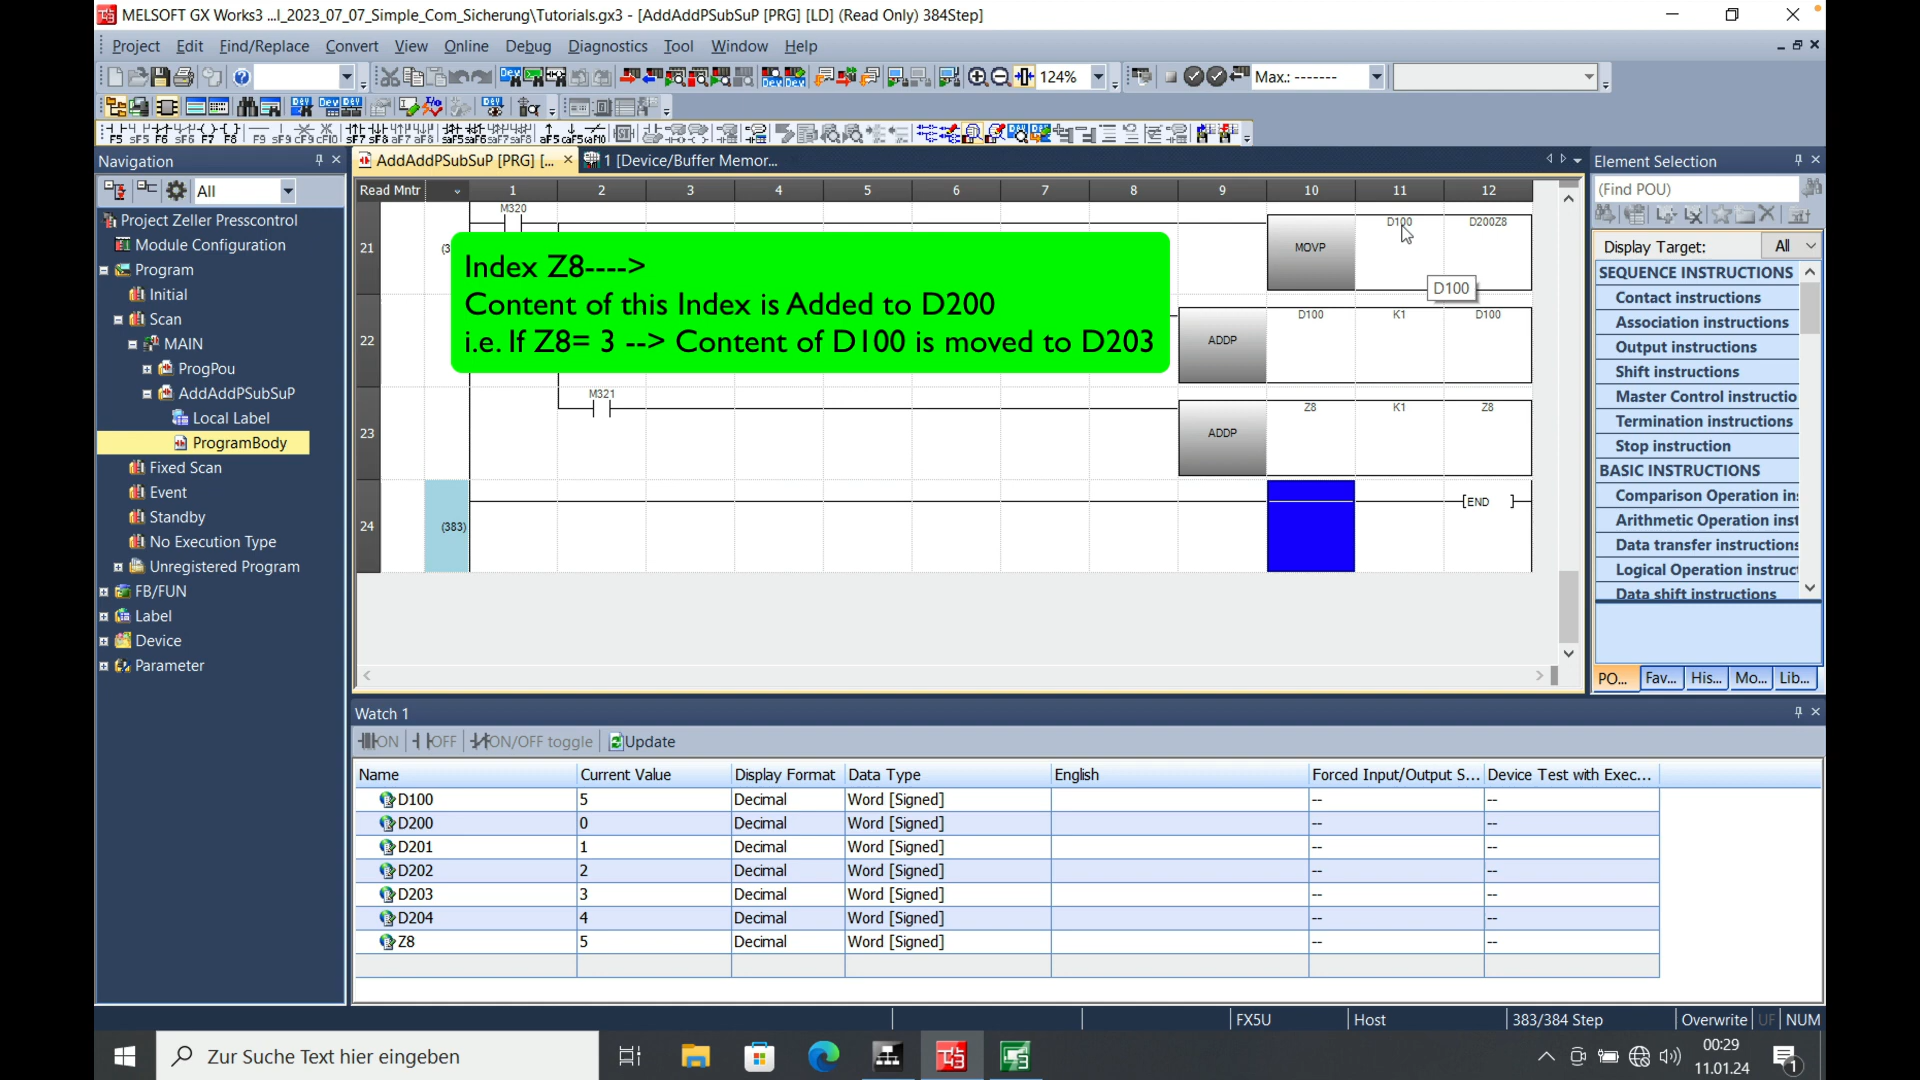 MELSOFT GX Works3 ...I_2023_07_07_Simple_Com_Sicherung\Tutorials.gx3 - [AddAddPSubSuP [PRG] [LD] (Read Only) 384Step]
Project Edit Find/Replace Convert View Online Debug Diagnostics Tool Window Help
124% Max.: -------
Navigation
All
Project Zeller Presscontrol
Module Configuration
Program
Initial
Scan
MAIN
ProgPou
AddAddPSubSuP
Local Label
ProgramBody
Fixed Scan
Event
Standby
No Execution Type
Unregistered Program
FB/FUN
Label
Device
Parameter
AddAddPSubSuP [PRG] [... 1 [Device/Buffer Memor...
Read Mntr 1 2 3 4 5 6 7 8 9 10 11 12
21 M320 MOVP D100 D200Z8
D100
Index Z8---->
Content of this Index is Added to D200
i.e. If Z8= 3 --> Content of D100 is moved to D203
22 ADDP D100 K1 D100
23 M321 ADDP Z8 K1 Z8
24 (383) END
Element Selection
(Find POU)
Display Target: All
SEQUENCE INSTRUCTIONS
Contact instructions
Association instructions
Output instructions
Shift instructions
Master Control instructio
Termination instructions
Stop instruction
BASIC INSTRUCTIONS
Comparison Operation in
Arithmetic Operation inst
Data transfer instructions
Logical Operation instruc
Data shift instructions
PO... Fav... His... Mo... Lib...
Watch 1
ON OFF ON/OFF toggle Update
Name Current Value Display Format Data Type English Forced Input/Output S... Device Test with Exec...
D100 5 Decimal Word [Signed] -- --
D200 0 Decimal Word [Signed] -- --
D201 1 Decimal Word [Signed] -- --
D202 2 Decimal Word [Signed] -- --
D203 3 Decimal Word [Signed] -- --
D204 4 Decimal Word [Signed] -- --
Z8 5 Decimal Word [Signed] -- --
FX5U Host 383/384 Step Overwrite UF NUM
Zur Suche Text hier eingeben
00:29
11.01.24
1